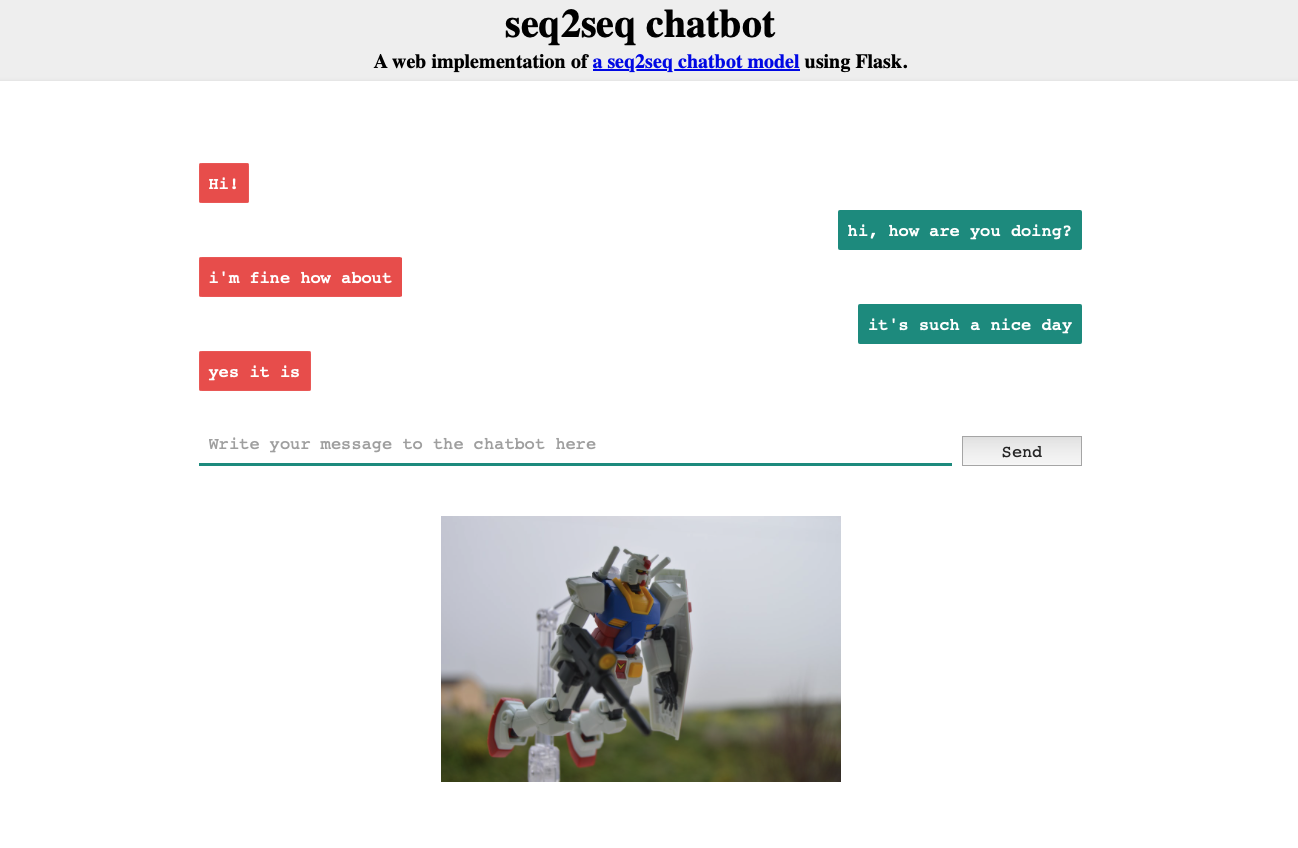 seq2seq chatbot
A web implementation of a seq2seq chatbot model using Flask.
Hi!
hi, how are you doing?
i'm fine how about
it's such a nice day
yes it is
Write your message to the chatbot here
Send